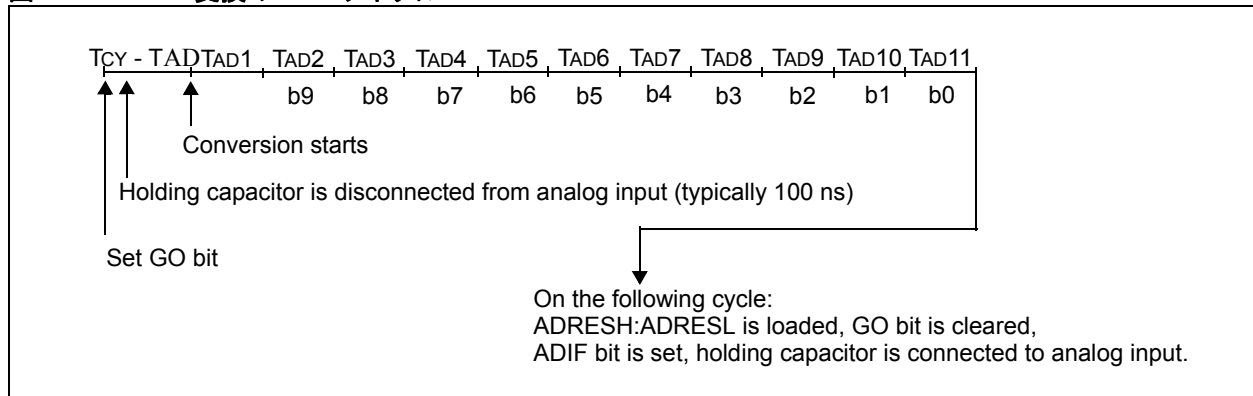 TCY - TAD TAD1 TAD2 TAD3 TAD4 TAD5 TAD6 TAD7 TAD8 TAD9 TAD10 TAD11
b9 b8 b7 b6 b5 b4 b3 b2 b1 b0
Conversion starts
Holding capacitor is disconnected from analog input (typically 100 ns)
Set GO bit
On the following cycle:
ADRESH:ADRESL is loaded, GO bit is cleared,
ADIF bit is set, holding capacitor is connected to analog input.